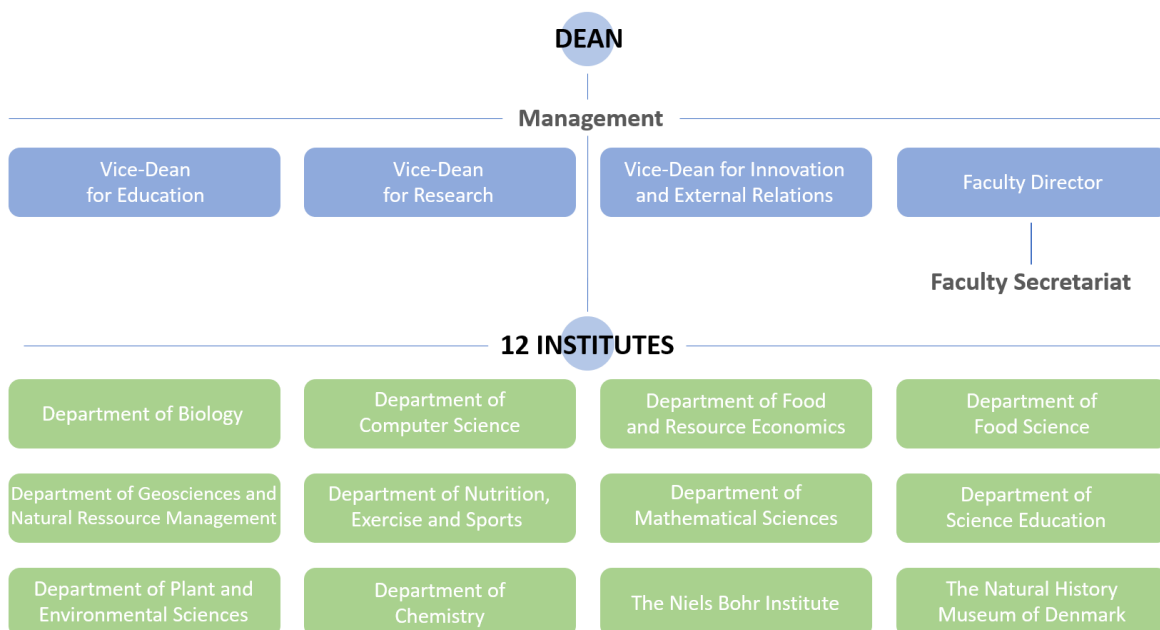 DEAN
Management
Vice-Dean
for Education
Vice-Dean
for Research
Vice-Dean for Innovation
and External Relations
Faculty Director
Faculty Secretariat
12 INSTITUTES
Department of Biology
Department of
Computer Science
Department of Food
and Resource Economics
Department of
Food Science
Department of Geosciences and
Natural Ressource Management
Department of Nutrition,
Exercise and Sports
Department of
Mathematical Sciences
Department of
Science Education
Department of Plant and
Environmental Sciences
Department of
Chemistry
The Niels Bohr Institute
The Natural History
Museum of Denmark